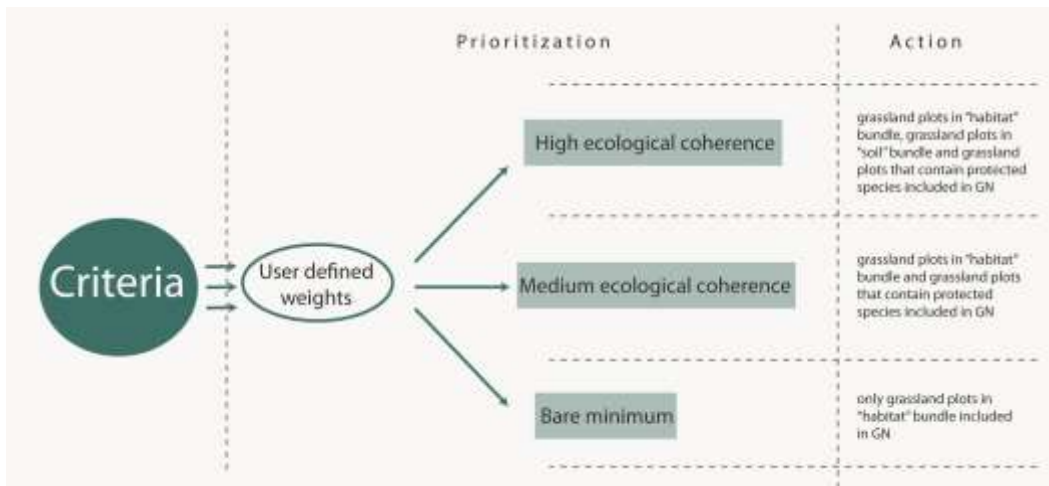 Prioritization
Action
Criteria
User defined
weights
High ecological coherence
grassland plots in "habitat"
bundle, grassland plots in
"soil" bundle and grassland
plots that contain protected
species included in GN
Medium ecological coherence
grassland plots in "habitat"
bundle and grassland plots
that contain protected
species included in GN
Bare minimum
only grassland plots in
"habitat" bundle included
in GN